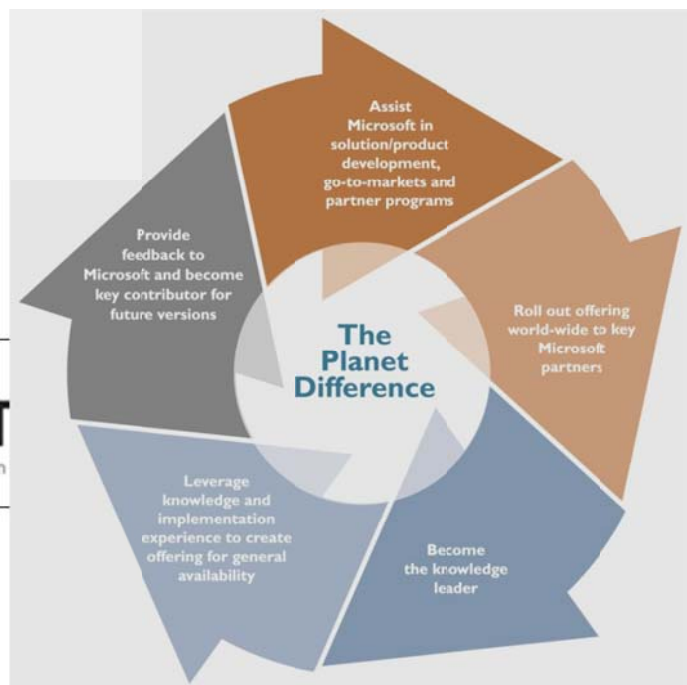 Assist
Microsoft in
solution/product
development,
go-to-markets and
partner programs
Roll out offering
world-wide to key
Microsoft
partners
Become
the knowledge
leader
Leverage
knowledge and
implementation
experience to create
offering for general
availability
Provide
feedback to
Microsoft and become
key contributor for
future versions
The
Planet
Difference